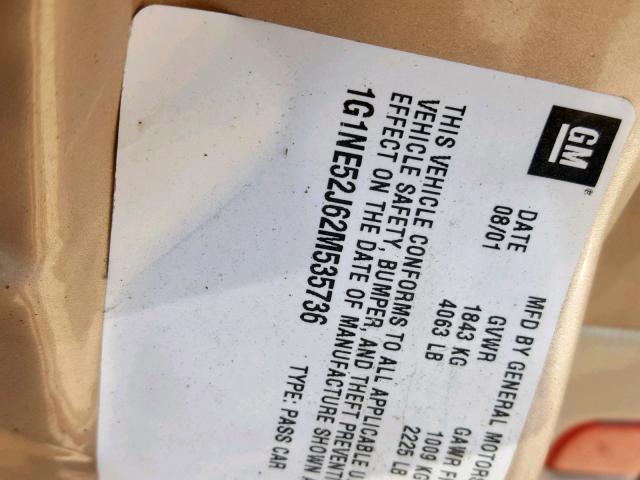 GM®
MFD BY GENERAL MOTORS
DATE GVWR GAWR
08/01 1843 KG 1009 KG
4063 LB 2225 LB
THIS VEHICLE CONFORMS TO ALL APPLICABLE
VEHICLE SAFETY, BUMPER, AND THEFT
EFFECT ON THE DATE OF MANUFACTURE SHOWN
1G1NE52J62M535736
TYPE: PASS CAR